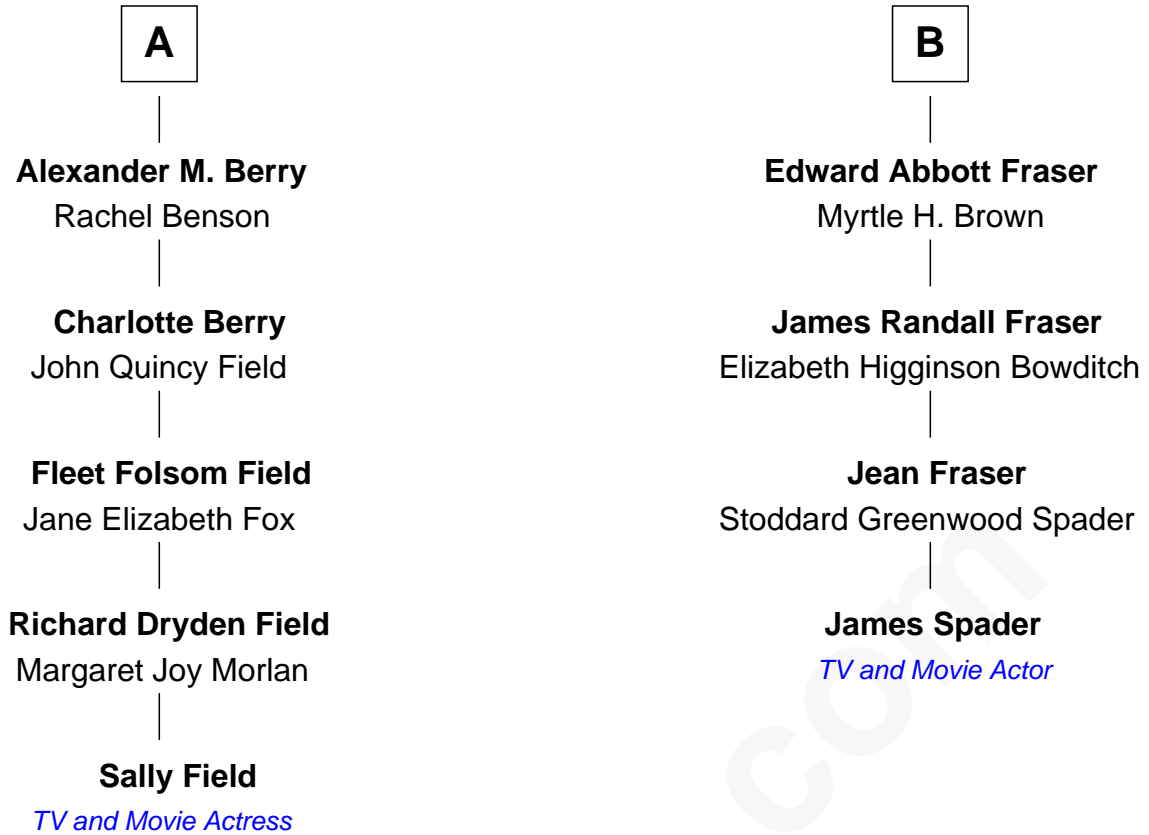 A
Alexander M. Berry
Rachel Benson
Charlotte Berry
John Quincy Field
Fleet Folsom Field
Jane Elizabeth Fox
Richard Dryden Field
Margaret Joy Morlan
Sally Field
TV and Movie Actress
B
Edward Abbott Fraser
Myrtle H. Brown
James Randall Fraser
Elizabeth Higginson Bowditch
Jean Fraser
Stoddard Greenwood Spader
James Spader
TV and Movie Actor
com